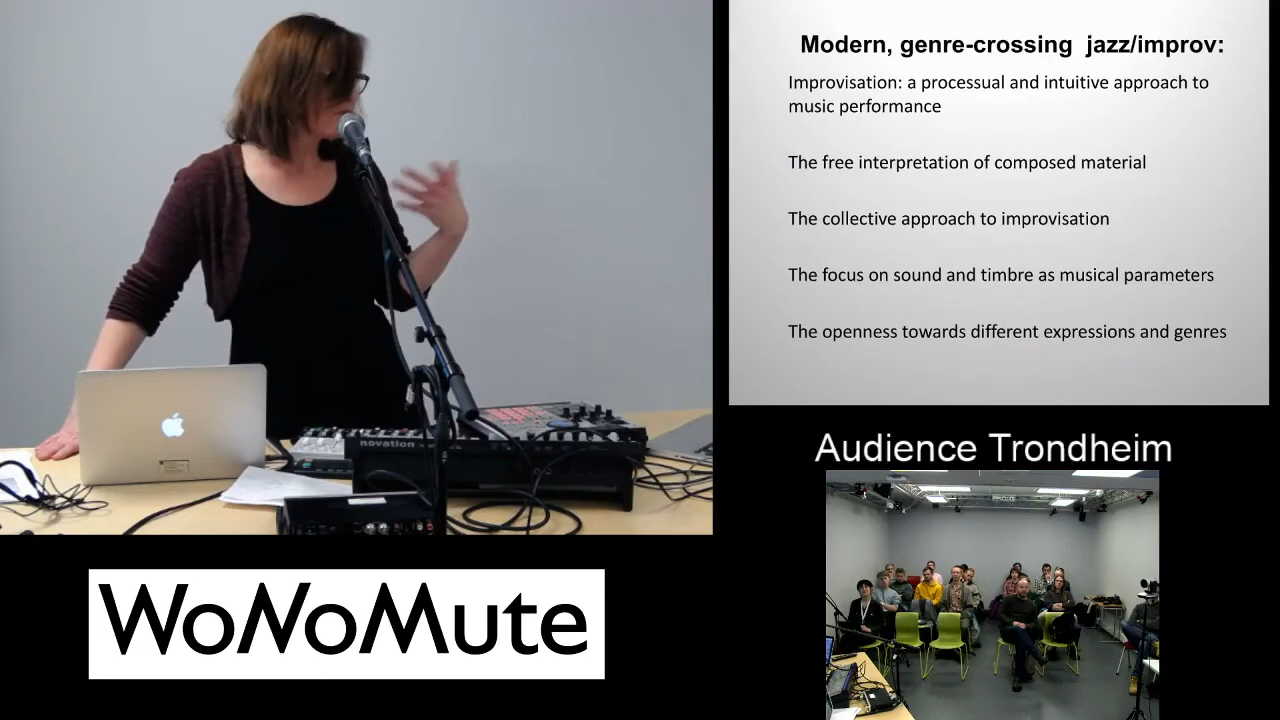 Modern, genre-crossing jazz/improv:
Improvisation: a processual and intuitive approach to
music performance
The free interpretation of composed material
The collective approach to improvisation
The focus on sound and timbre as musical parameters
The openness towards different expressions and genres
novation
Audience Trondheim
WoNoMute